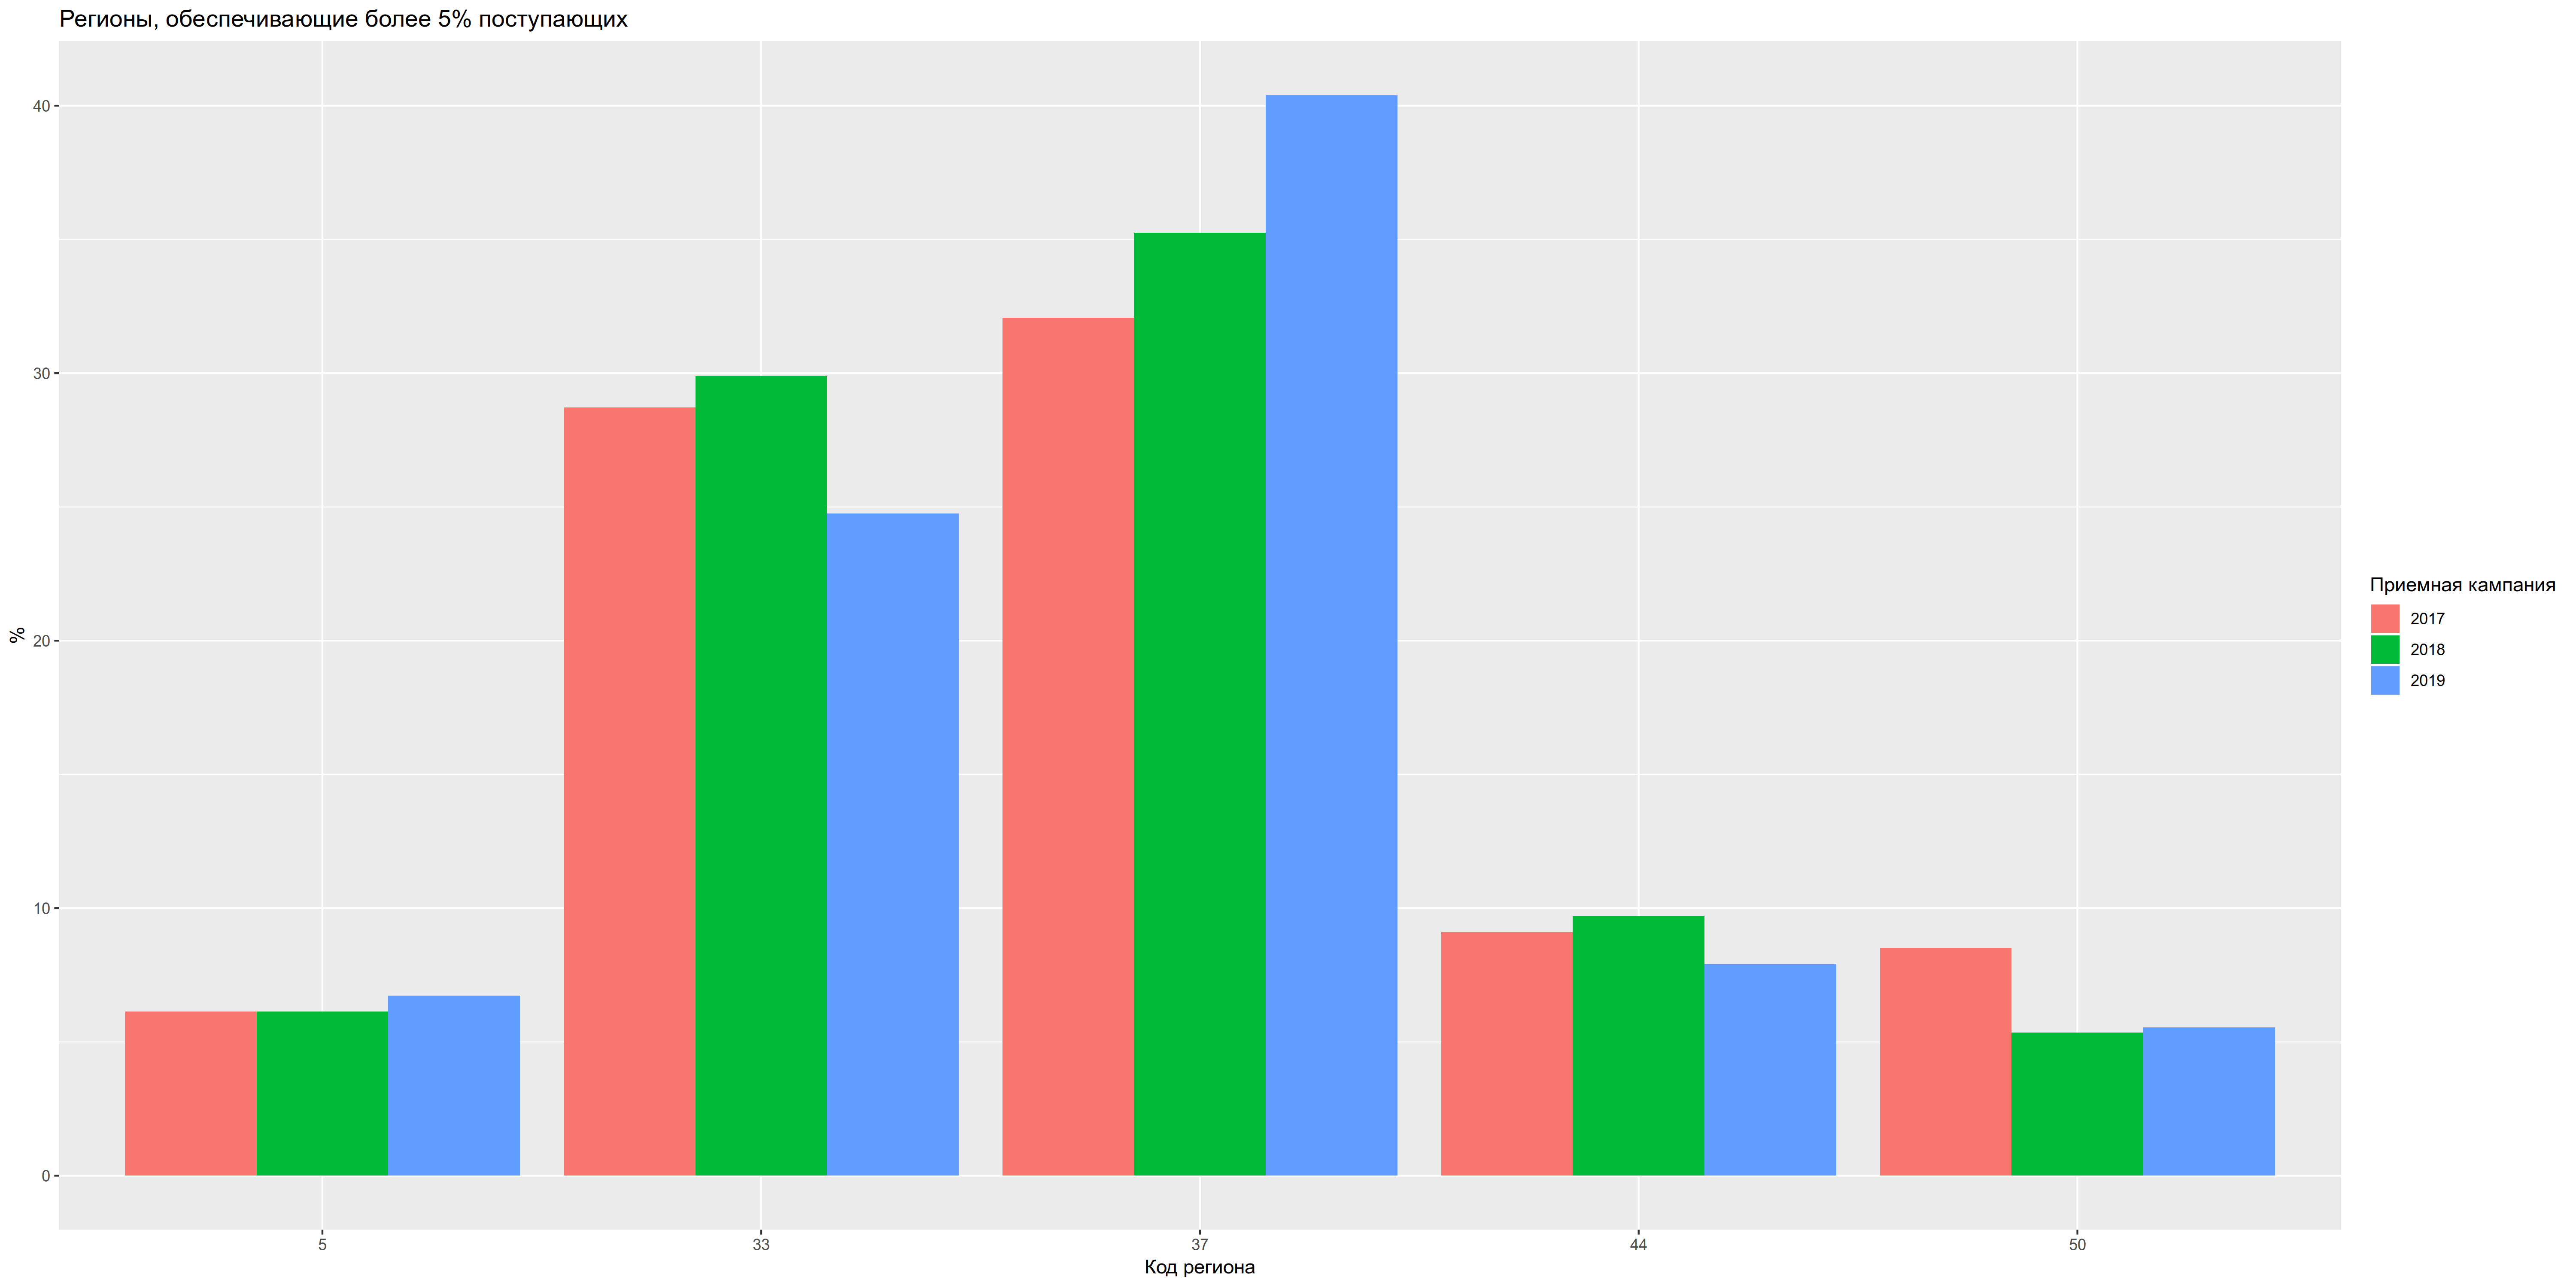 Регионы, обеспечивающие более 5% поступающих
40
30
20
10
0
%
5 33 37 44 50
Код региона
Приемная кампания
2017
2018
2019